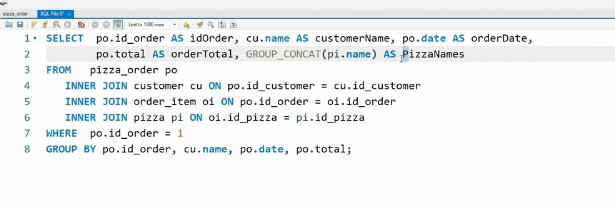 pizza_order SQL File 5*
Limit to 1000 rows
1 SELECT po.id_order AS idOrder, cu.name AS customerName, po.date AS orderDate,
2 po.total AS orderTotal, GROUP_CONCAT(pi.name) AS PizzaNames
3 FROM pizza_order po
4 INNER JOIN customer cu ON po.id_customer = cu.id_customer
5 INNER JOIN order_item oi ON po.id_order = oi.id_order
6 INNER JOIN pizza pi ON oi.id_pizza = pi.id_pizza
7 WHERE po.id_order = 1
8 GROUP BY po.id_order, cu.name, po.date, po.total;